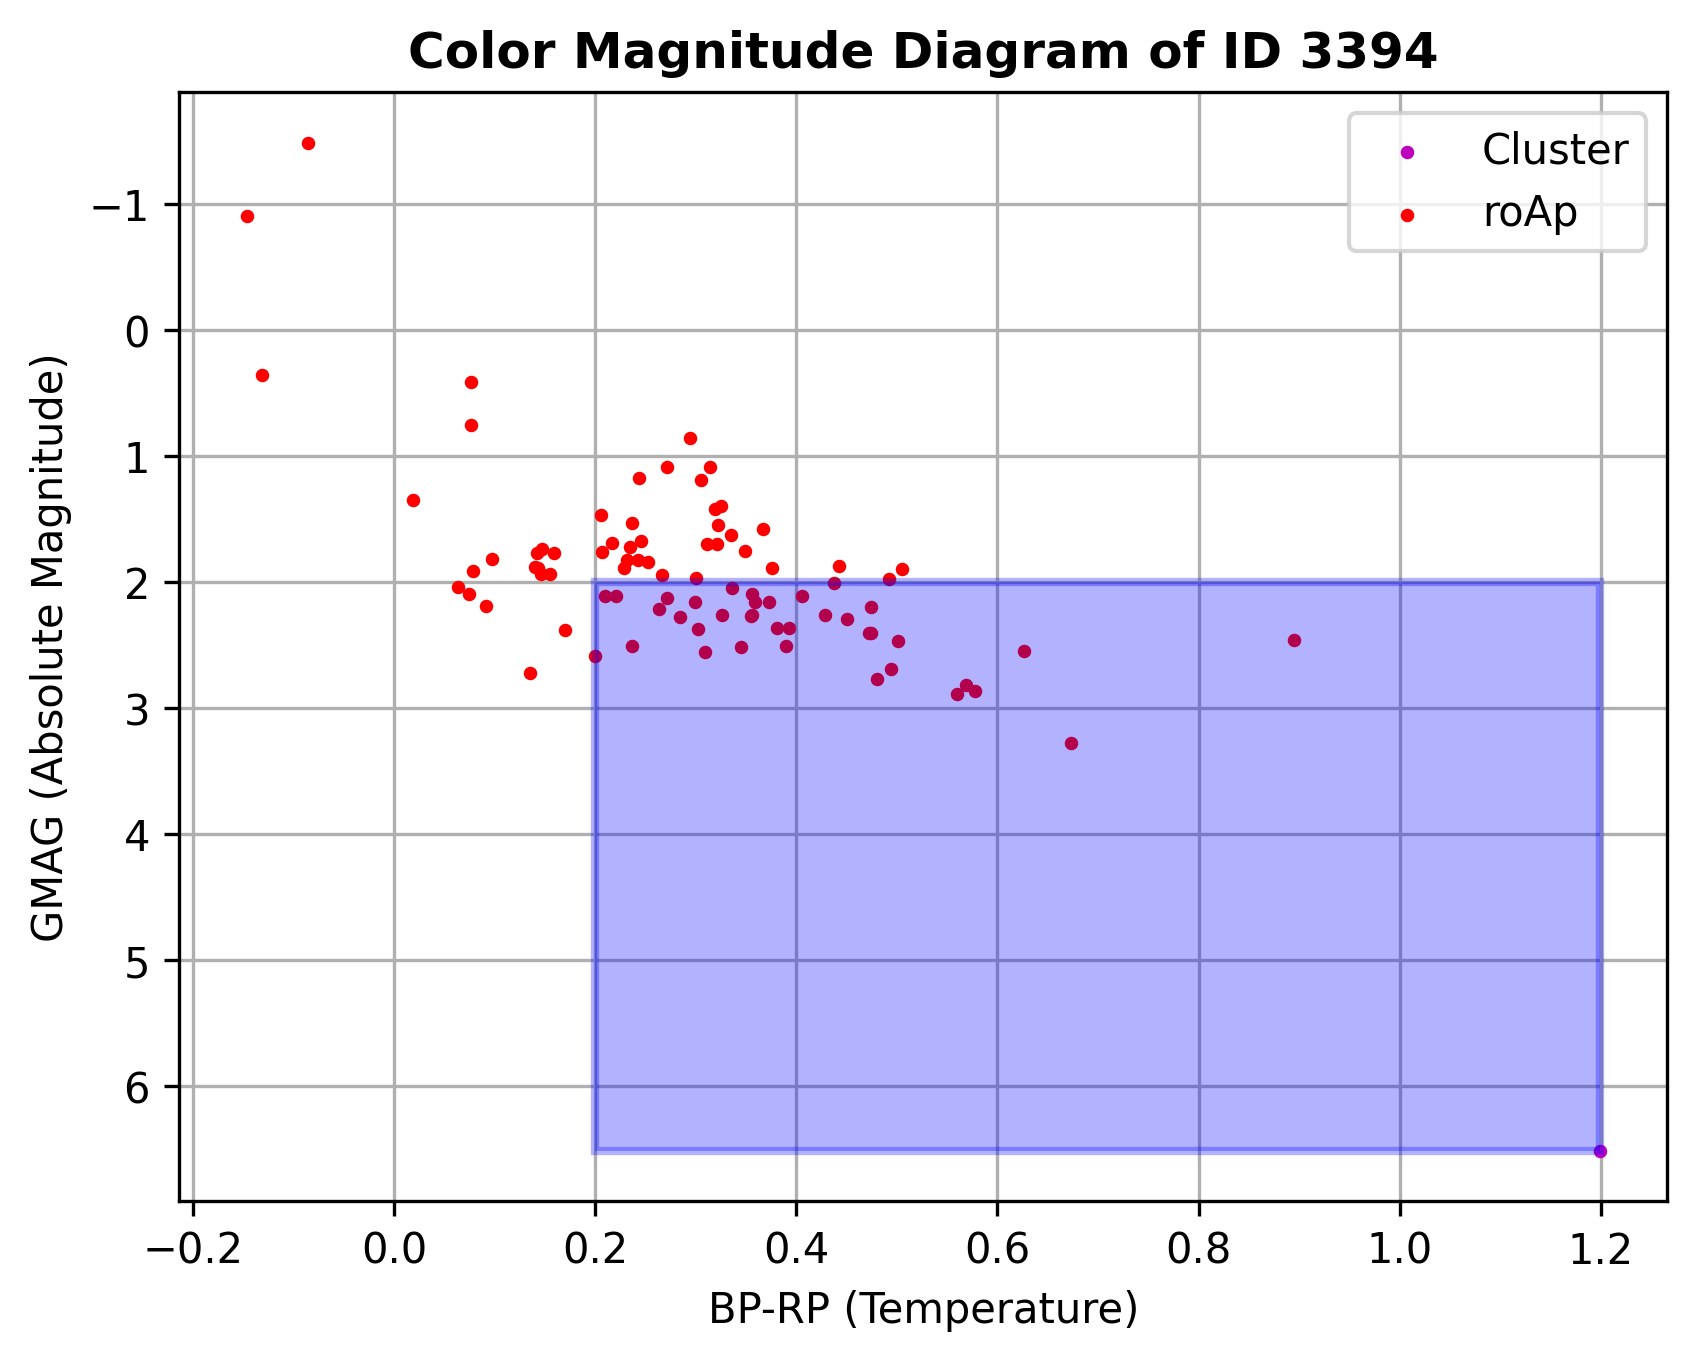 Color Magnitude Diagram of ID 3394
Cluster
roAp
GMAG (Absolute Magnitude)
−1
0
1
2
3
4
5
6
−0.2 0.0 0.2 0.4 0.6 0.8 1.0 1.2
BP-RP (Temperature)